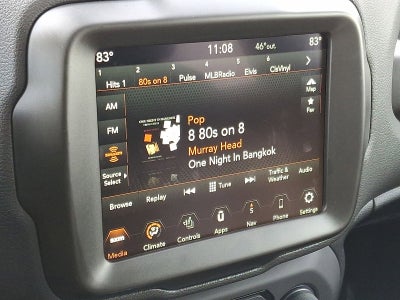 83° 11:08 46°out. 83°
1 2 3 4 5 6
Hits 1 80s on 8 Pulse MLBRadio Elvis ClsVinyl
AM
FM
Source
Select
Map
Fav
Pop
8 80s on 8
Murray Head
One Night In Bangkok
Browse Replay Tune Traffic &
Weather Audio
Media Climate Controls Apps Nav Phone Settings